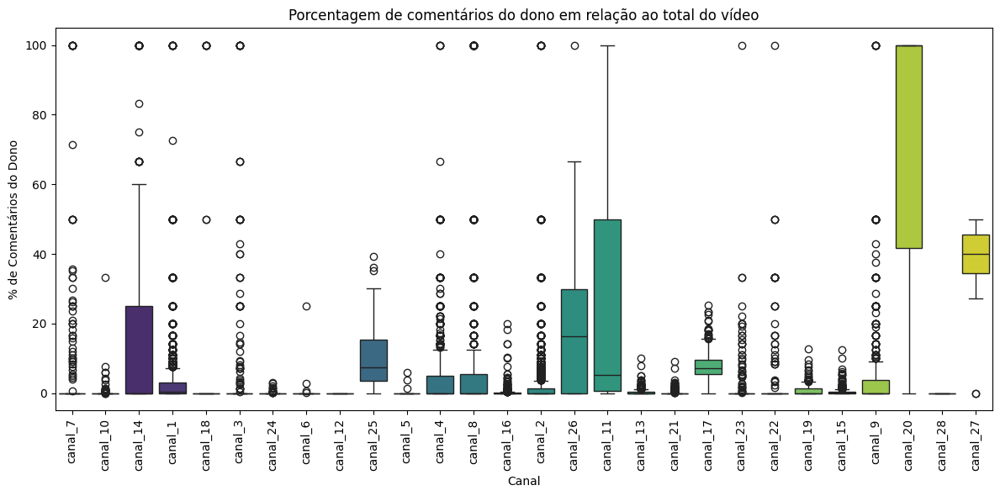 Porcentagem de comentários do dono em relação ao total do vídeo
% de Comentários do Dono
100
80
60
40
20
0
canal_7
canal_10
canal_14
canal_1
canal_18
canal_3
canal_24
canal_6
canal_12
canal_25
canal_5
canal_4
canal_8
canal_16
canal_2
canal_26
canal_11
canal_13
canal_21
canal_17
canal_23
canal_22
canal_19
canal_15
canal_9
canal_20
canal_28
canal_27
Canal